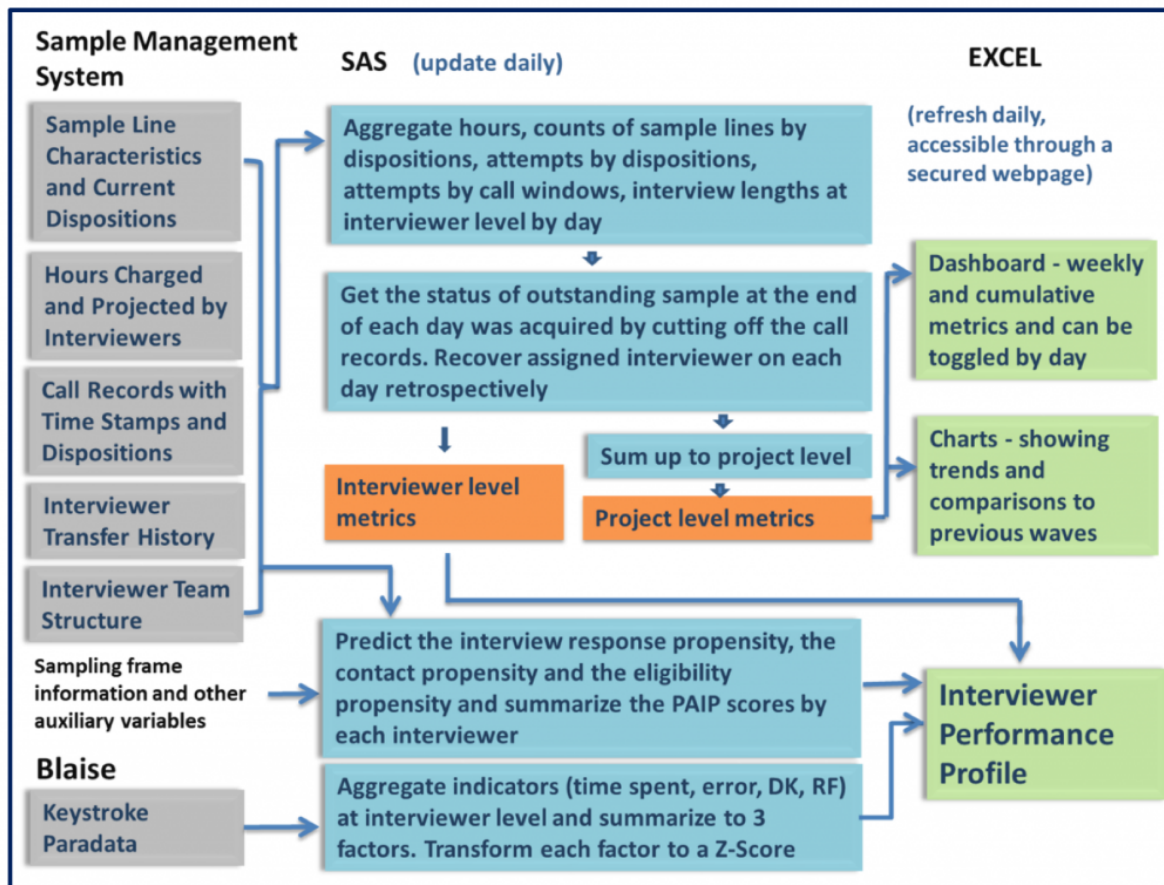 Sample Management
System
SAS (update daily)
EXCEL
(refresh daily,
accessible through a
secured webpage)
Sample Line
Characteristics
and Current
Dispositions
Hours Charged
and Projected by
Interviewers
Call Records with
Time Stamps and
Dispositions
Interviewer
Transfer History
Interviewer Team
Structure
Sampling frame
information and other
auxiliary variables
Blaise
Keystroke
Paradata
Aggregate hours, counts of sample lines by
dispositions, attempts by dispositions,
attempts by call windows, interview lengths at
interviewer level by day
Get the status of outstanding sample at the end
of each day was acquired by cutting off the call
records. Recover assigned interviewer on each
day retrospectively
Interviewer level
metrics
Sum up to project level
Project level metrics
Predict the interview response propensity, the
contact propensity and the eligibility
propensity and summarize the PAIP scores by
each interviewer
Aggregate indicators (time spent, error, DK, RF)
at interviewer level and summarize to 3
factors. Transform each factor to a Z-Score
Dashboard - weekly
and cumulative
metrics and can be
toggled by day
Charts - showing
trends and
comparisons to
previous waves
Interviewer
Performance
Profile